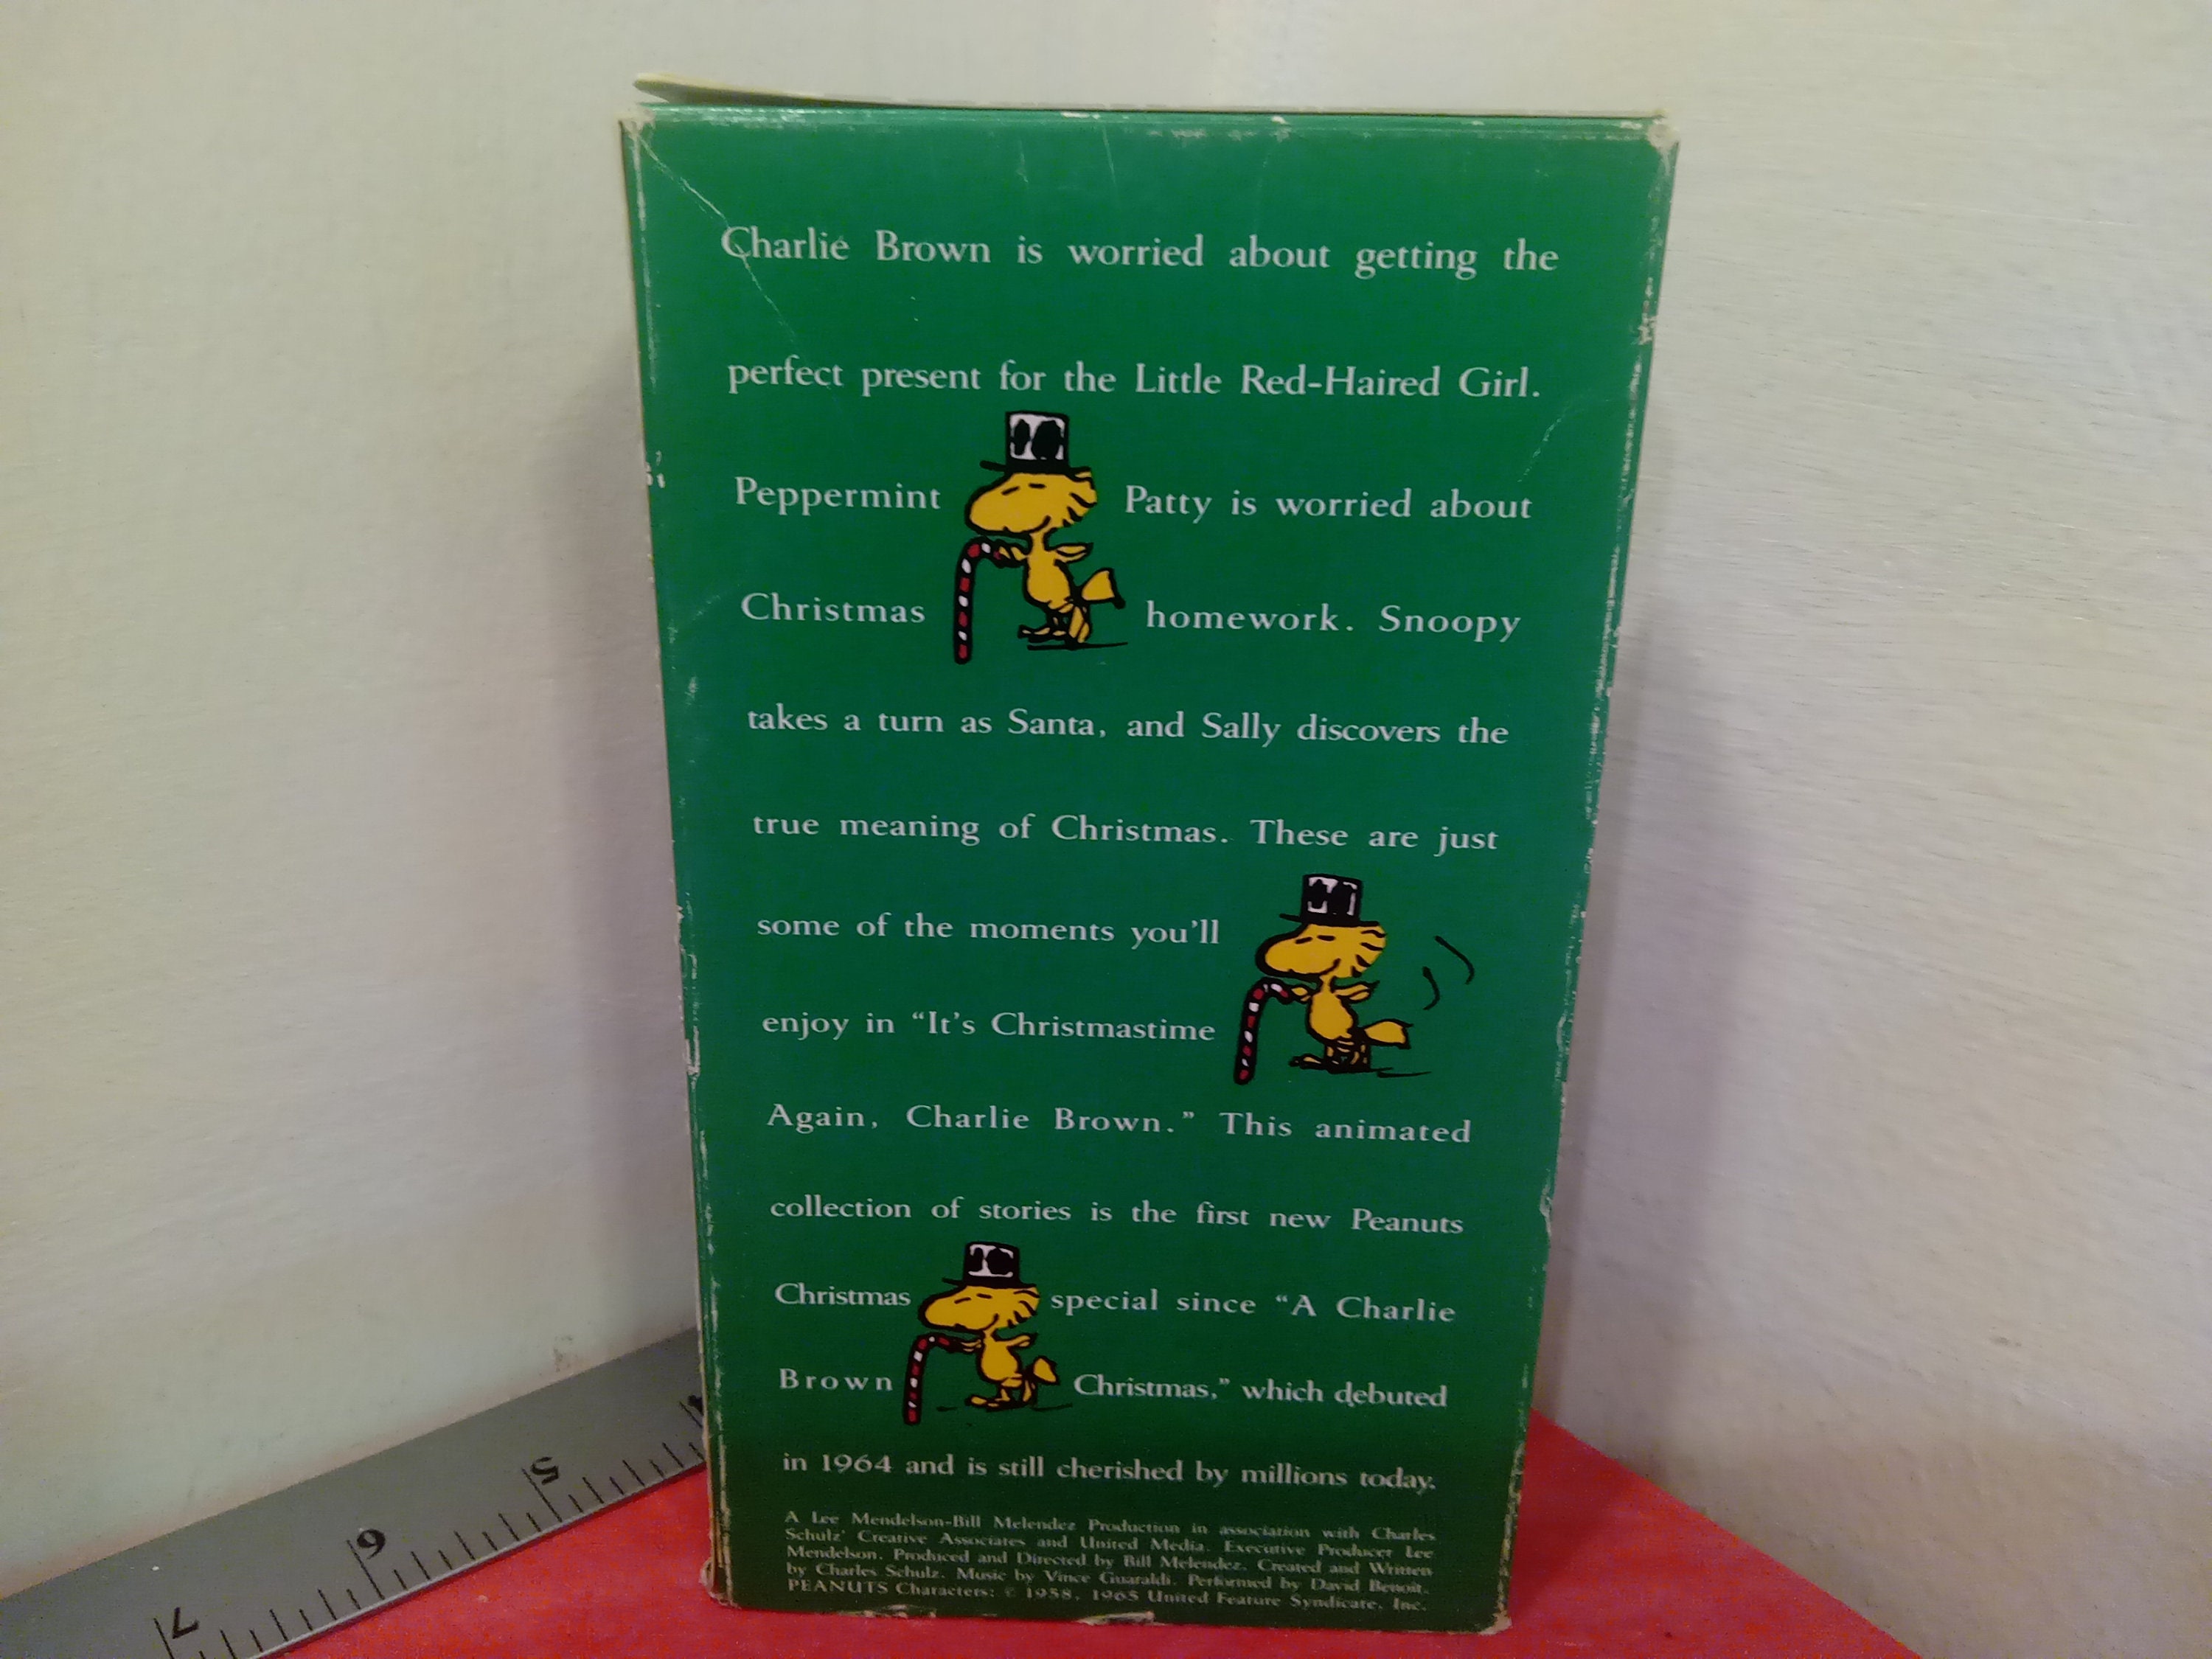 Charlie Brown is worried about getting the
perfect present for the Little Red-Haired Girl.
Peppermint Patty is worried about
Christmas homework. Snoopy
takes a turn as Santa, and Sally discovers the
true meaning of Christmas. These are just
some of the moments you'll
enjoy in “It's Christmastime
Again, Charlie Brown.” This animated
collection of stories is the first new Peanuts
Christmas special since “A Charlie
Brown Christmas,” which debuted
in 1964 and is still cherished by millions today.
A Lee Mendelson-Bill Melendez Production in association with Charles
Schulz' Creative Associates and United Media. Executive Producer Lee
Mendelson. Produced and Directed by Bill Melendez. Created and Written
by Charles Schulz. Music by Vince Guaraldi. Performed by David Benoit.
PEANUTS Characters: © 1958, 1965 United Feature Syndicate, Inc.
5
6
7